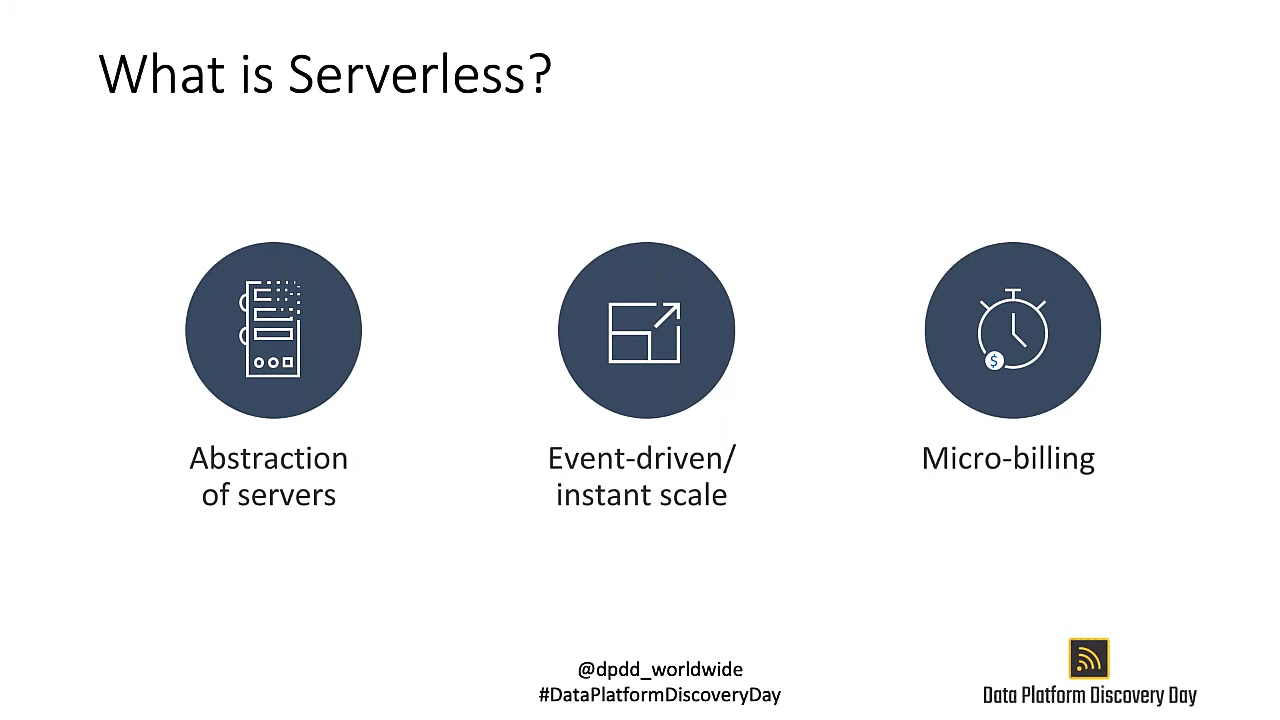 What is Serverless?
Abstraction
of servers
Event-driven/
instant scale
$
Micro-billing
@dpdd_worldwide
#DataPlatformDiscoveryDay
Data Platform Discovery Day